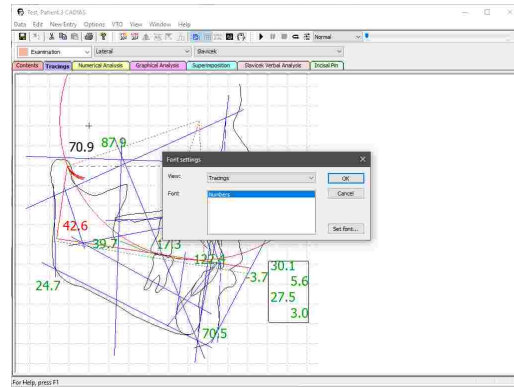 Test, Patient3 CADIAS
Data Edit New Entry Options VTO View Window Help
Normal
Examination Lateral Slavicek
Contents Tracings Numerical Analysis Graphical Analysis Superimposition Slavicek Verbal Analysis Incisal Pin
70.9 87.9
Font settings
View: Tracings OK
Font Numbers Cancel
Set font...
42.6
39.7 17.3
122.4
-3.7 30.1
5.6
24.7
27.5
3.0
70.5
For Help, press F1